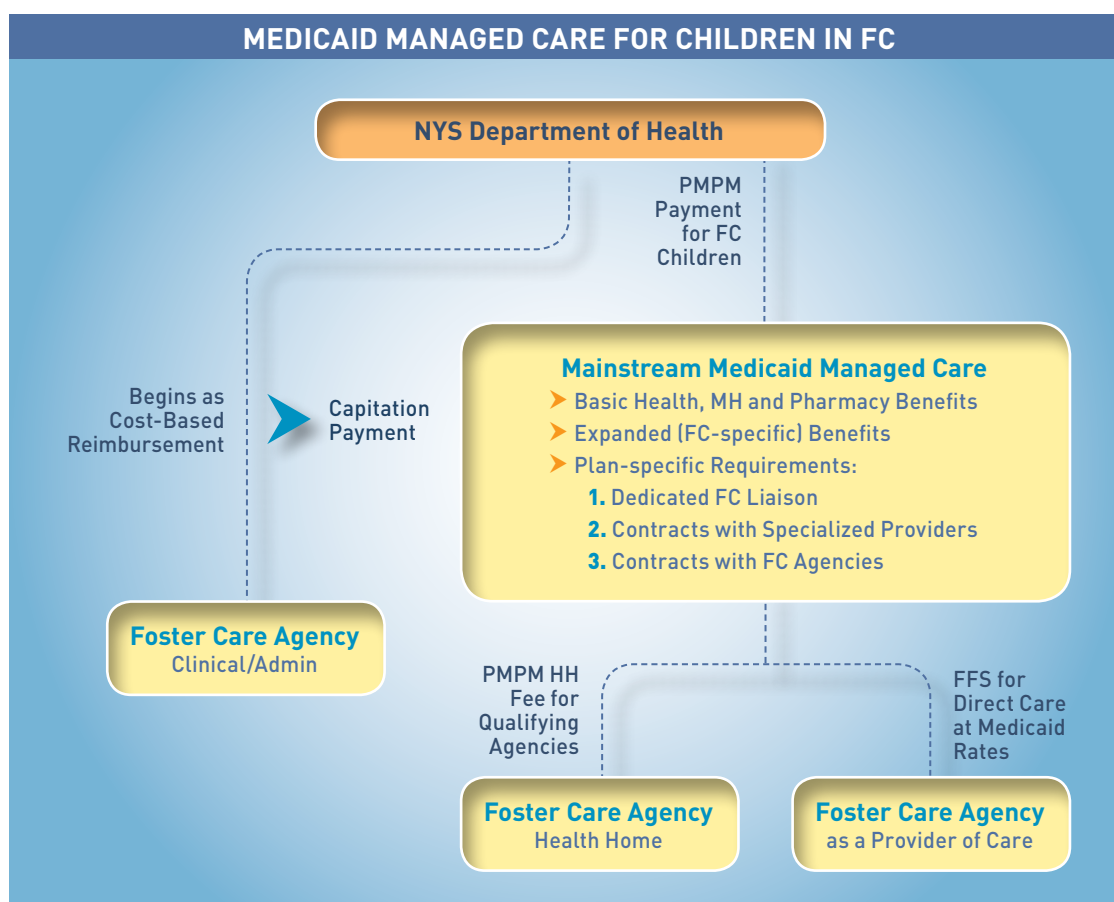 MEDICAID MANAGED CARE FOR CHILDREN IN FC
NYS Department of Health
PMPM
Payment
for FC
Children
Begins as
Cost-Based
Reimbursement
Capitation
Payment
Mainstream Medicaid Managed Care
Basic Health, MH and Pharmacy Benefits
Expanded (FC-specific) Benefits
Plan-specific Requirements:
1. Dedicated FC Liaison
2. Contracts with Specialized Providers
3. Contracts with FC Agencies
Foster Care Agency
Clinical/Admin
PMPM HH
Fee for
Qualifying
Agencies
FFS for
Direct Care
at Medicaid
Rates
Foster Care Agency
Health Home
Foster Care Agency
as a Provider of Care